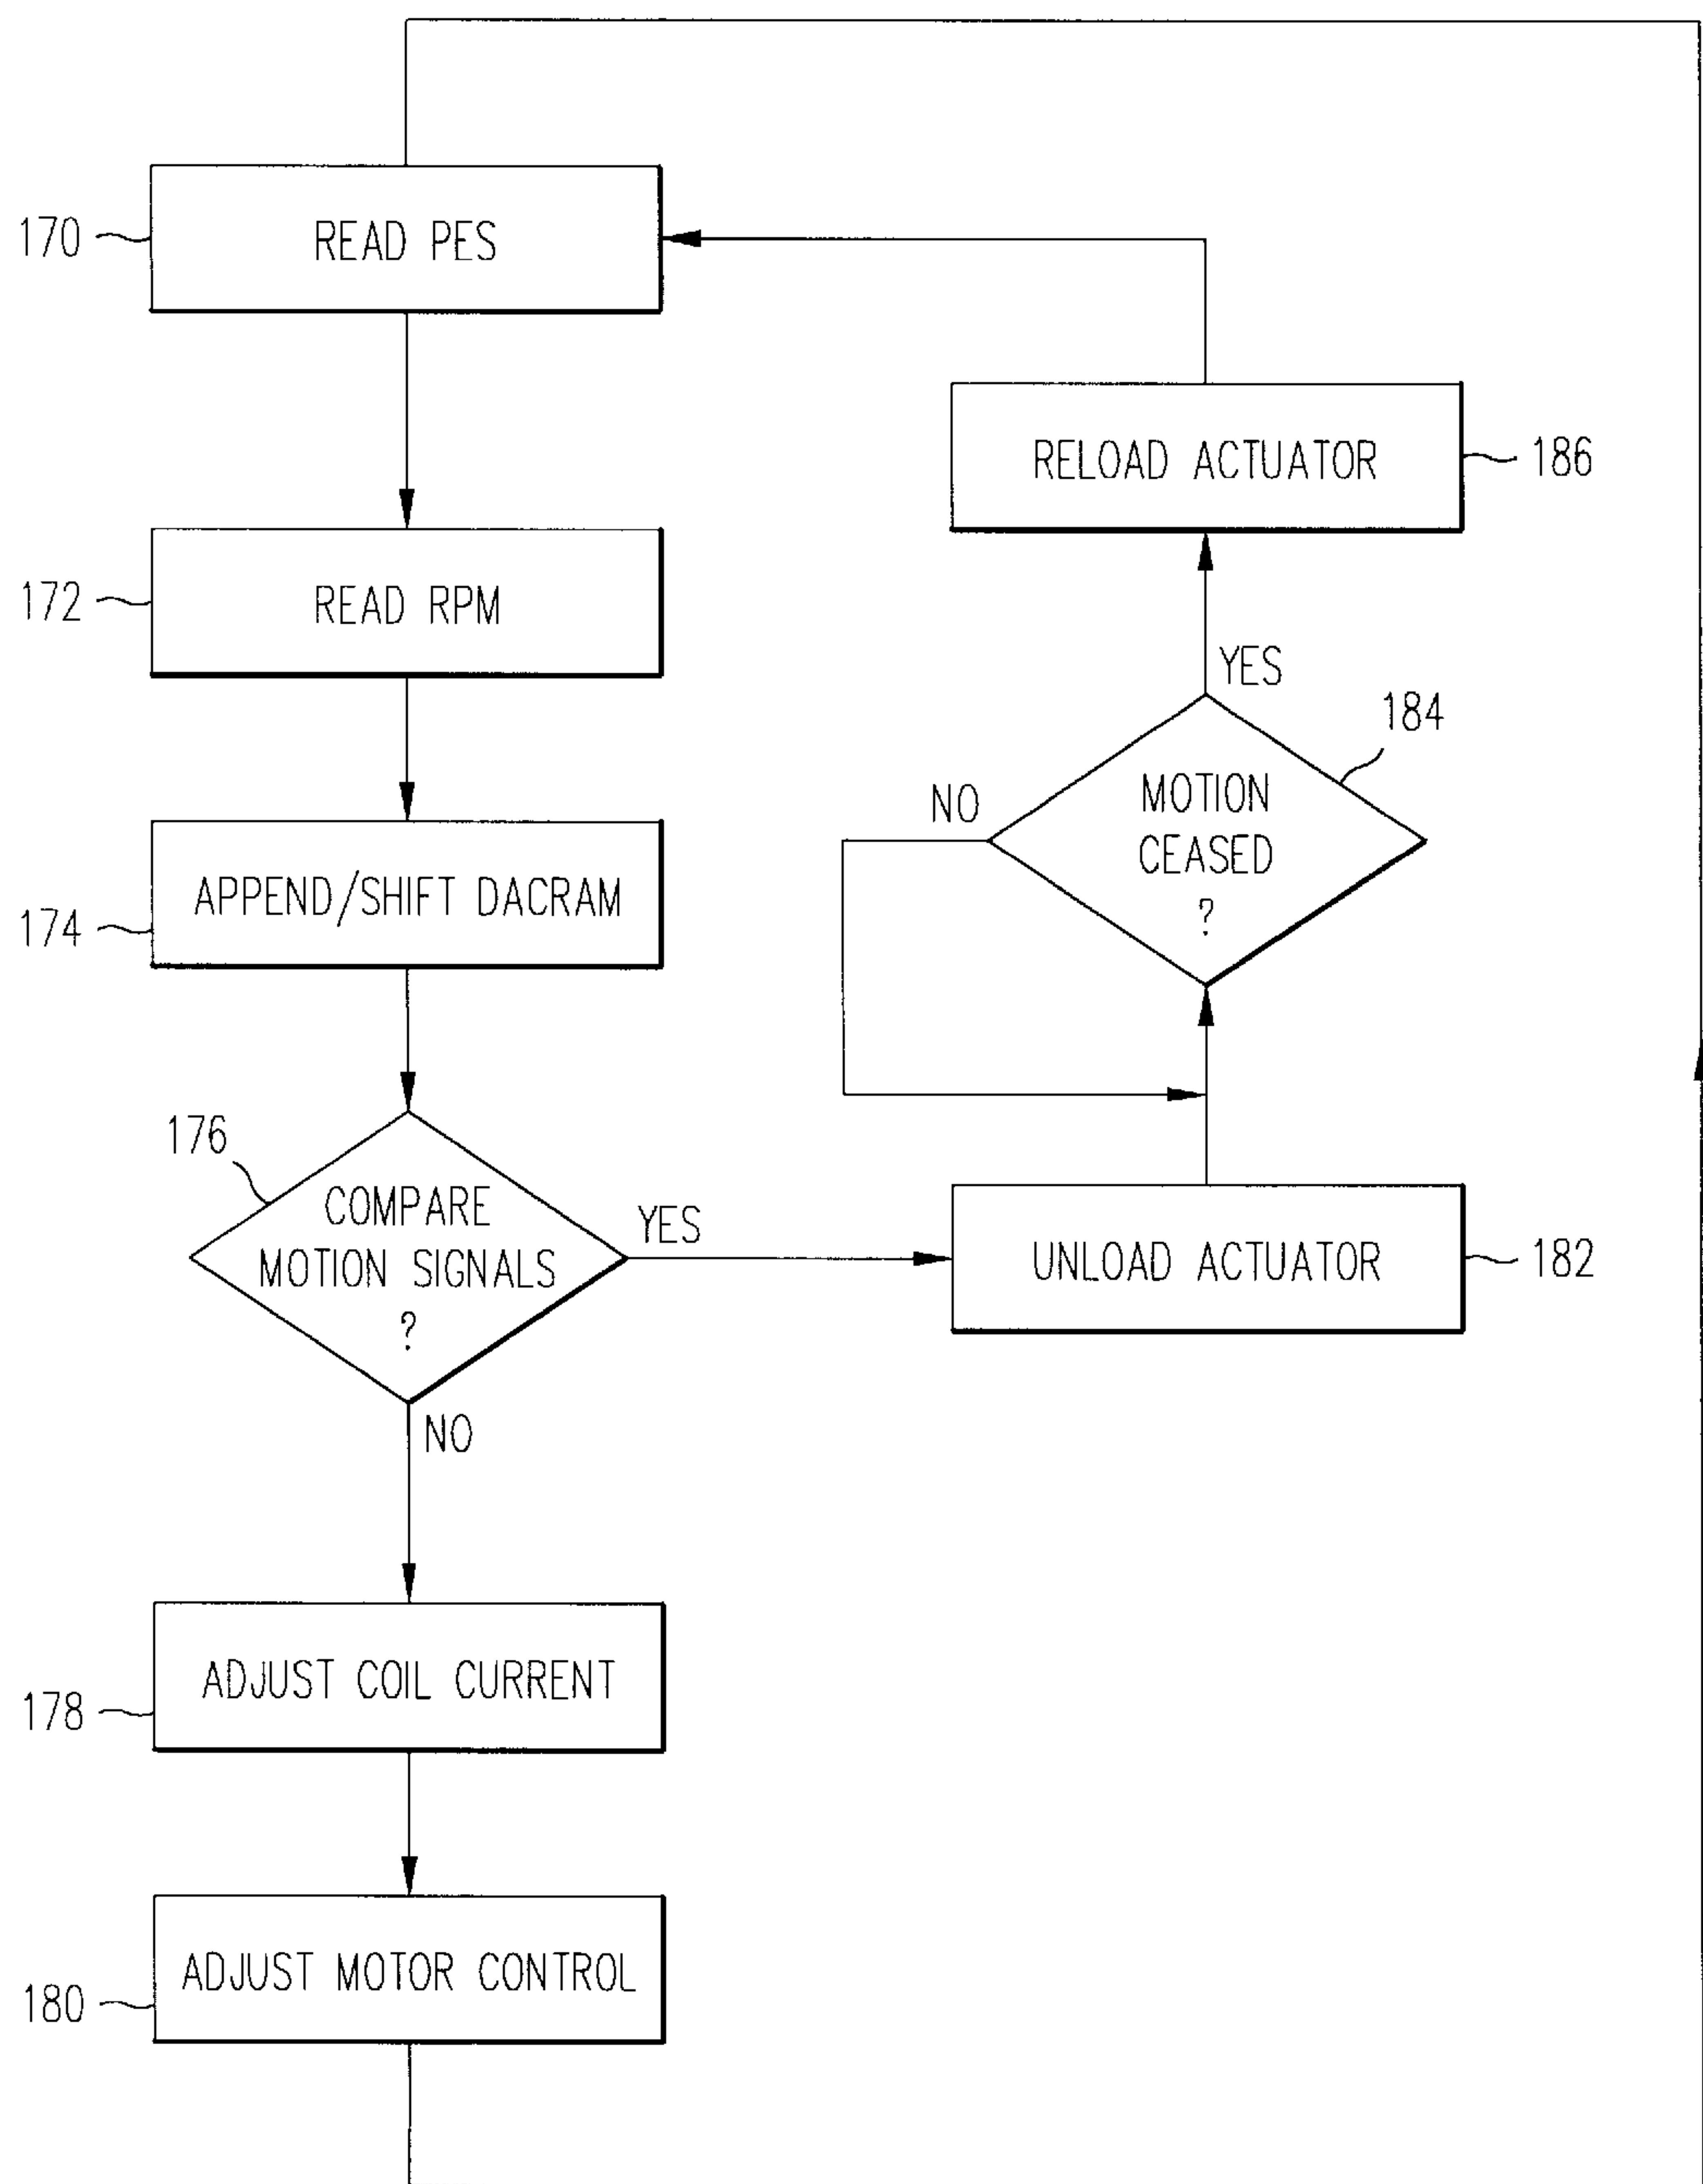 170
READ PES
172
READ RPM
174
APPEND/SHIFT DACRAM
176
COMPARE
MOTION SIGNALS
?
YES
NO
178
ADJUST COIL CURRENT
180
ADJUST MOTOR CONTROL
UNLOAD ACTUATOR
182
MOTION
CEASED
?
184
NO
YES
RELOAD ACTUATOR
186